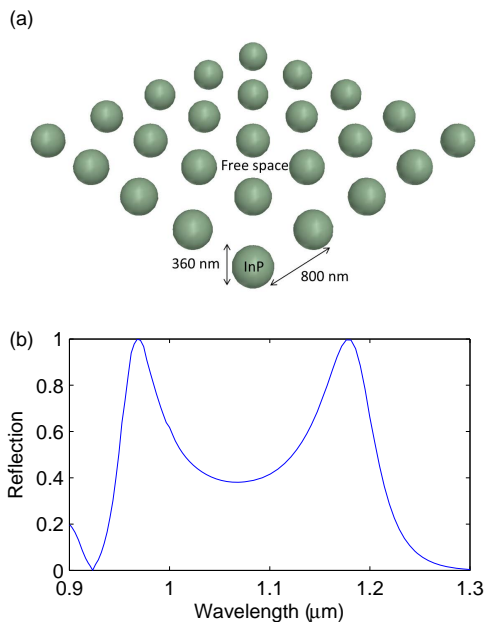 (a)
Free space
360 nm
InP
800 nm
(b)
1
0.8
0.6
0.4
0.2
0
Reflection
0.9
1
1.1
1.2
1.3
Wavelength (μm)